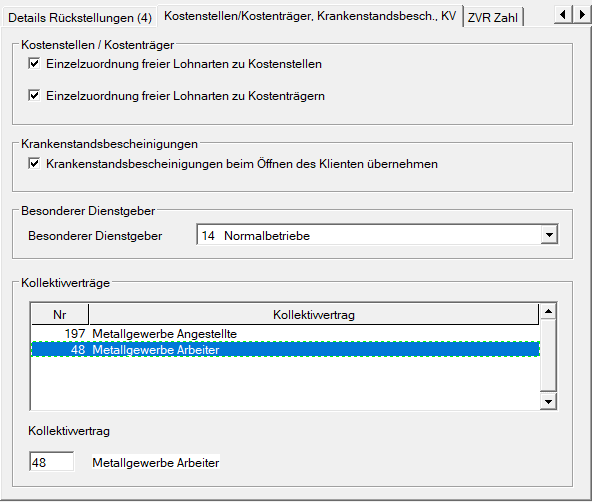 Details Rückstellungen (4) Kostenstellen/Kostenträger, Krankenstandsbesch., KV ZVR Zahl
Kostenstellen / Kostenträger
Einzelzuordnung freier Lohnarten zu Kostenstellen
Einzelzuordnung freier Lohnarten zu Kostenträgern
Krankenstandsbescheinigungen
Krankenstandsbescheinigungen beim Öffnen des Klienten übernehmen
Besonderer Dienstgeber
Besonderer Dienstgeber 14 Normalbetriebe
Kollektivverträge
Nr Kollektivvertrag
197 Metallgewerbe Angestellte
48 Metallgewerbe Arbeiter
Kollektivvertrag
48 Metallgewerbe Arbeiter